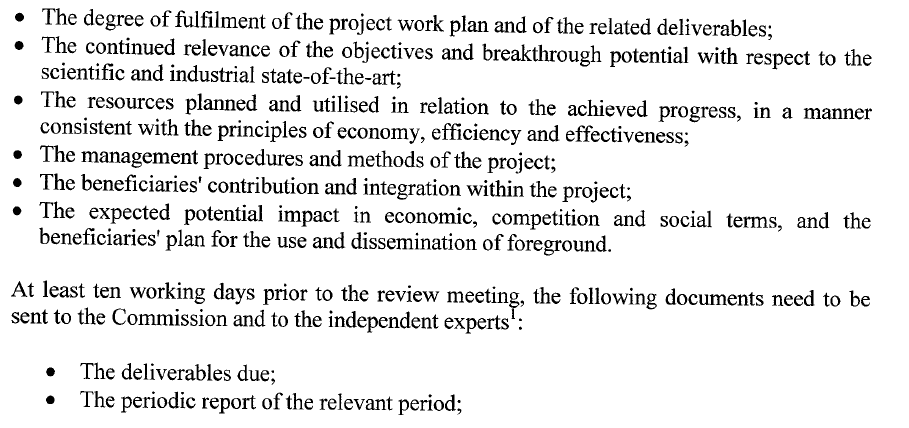 • The degree of fulfilment of the project work plan and of the related deliverables;
• The continued relevance of the objectives and breakthrough potential with respect to the
scientific and industrial state-of-the-art;
• The resources planned and utilised in relation to the achieved progress, in a manner
consistent with the principles of economy, efficiency and effectiveness;
• The management procedures and methods of the project;
• The beneficiaries' contribution and integration within the project;
• The expected potential impact in economic, competition and social terms, and the
beneficiaries' plan for the use and dissemination of foreground.
At least ten working days prior to the review meeting, the following documents need to be
sent to the Commission and to the independent experts¹:
• The deliverables due;
• The periodic report of the relevant period;